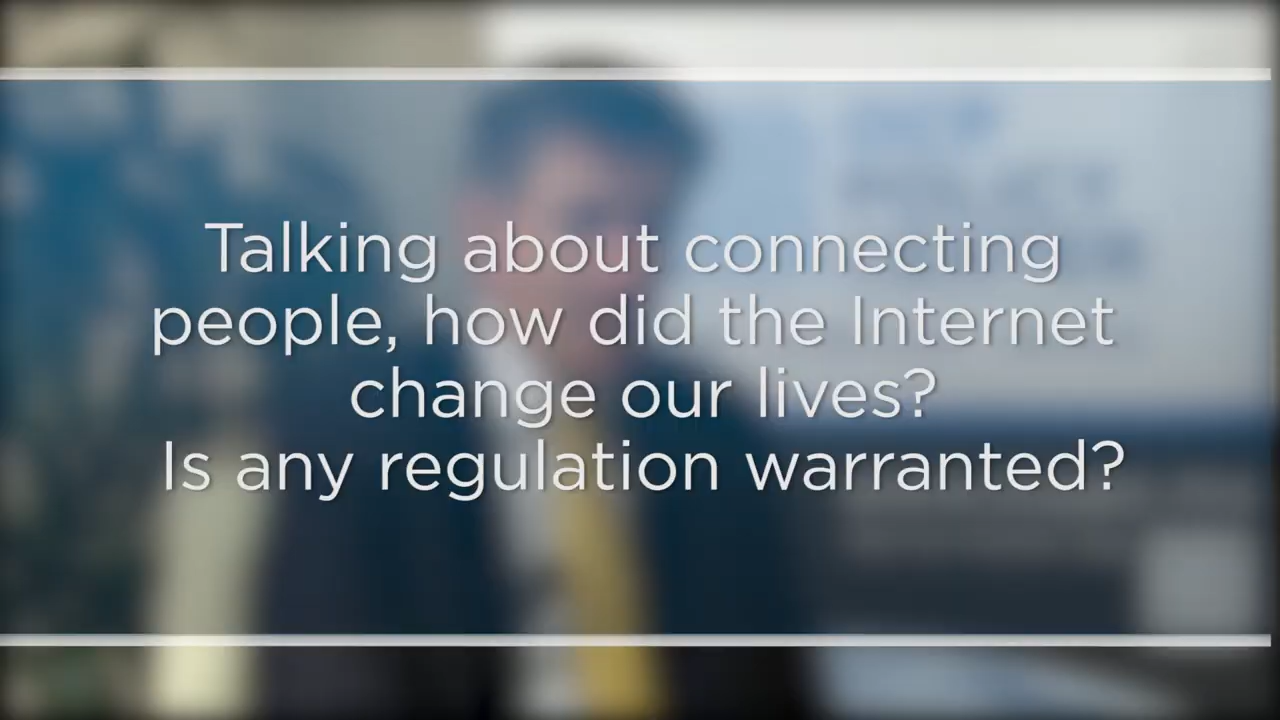 Talking about connecting
people, how did the Internet
change our lives?
Is any regulation warranted?